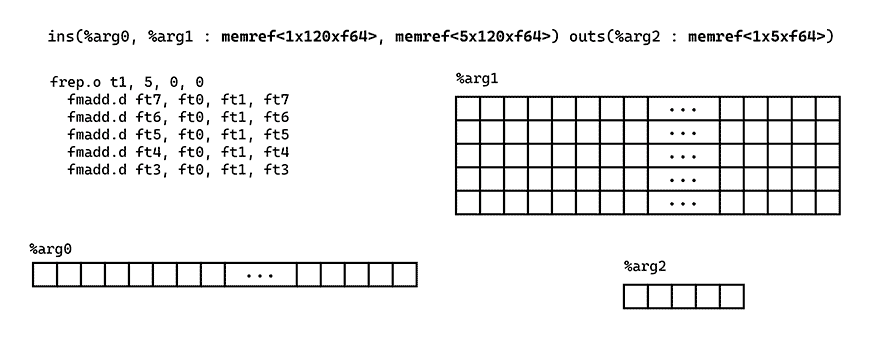 ins(%arg0, %arg1 : memref<1x120xf64>, memref<5x120xf64>) outs(%arg2 : memref<1x5xf64>)
frep.o t1, 5, 0, 0
fmadd.d ft7, ft0, ft1, ft7
fmadd.d ft6, ft0, ft1, ft6
fmadd.d ft5, ft0, ft1, ft5
fmadd.d ft4, ft0, ft1, ft4
fmadd.d ft3, ft0, ft1, ft3
%arg1
...
...
...
...
...
%arg0
...
%arg2